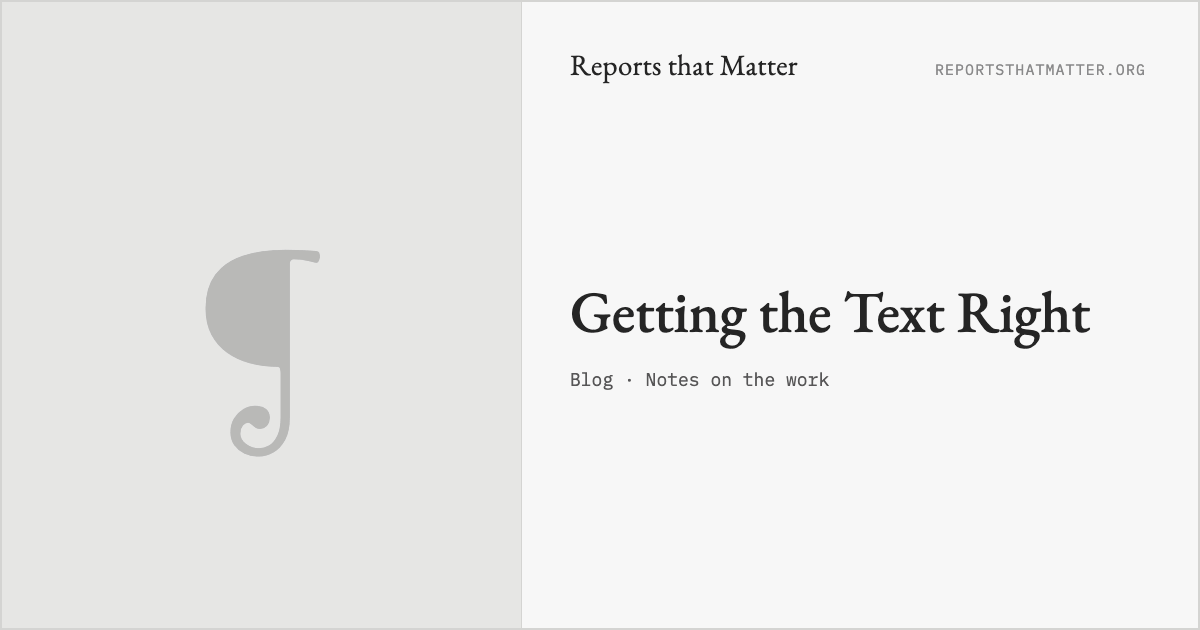 ¶
Reports that Matter
REPORTSTHATMATTER.ORG
Getting the Text Right
Blog · Notes on the work